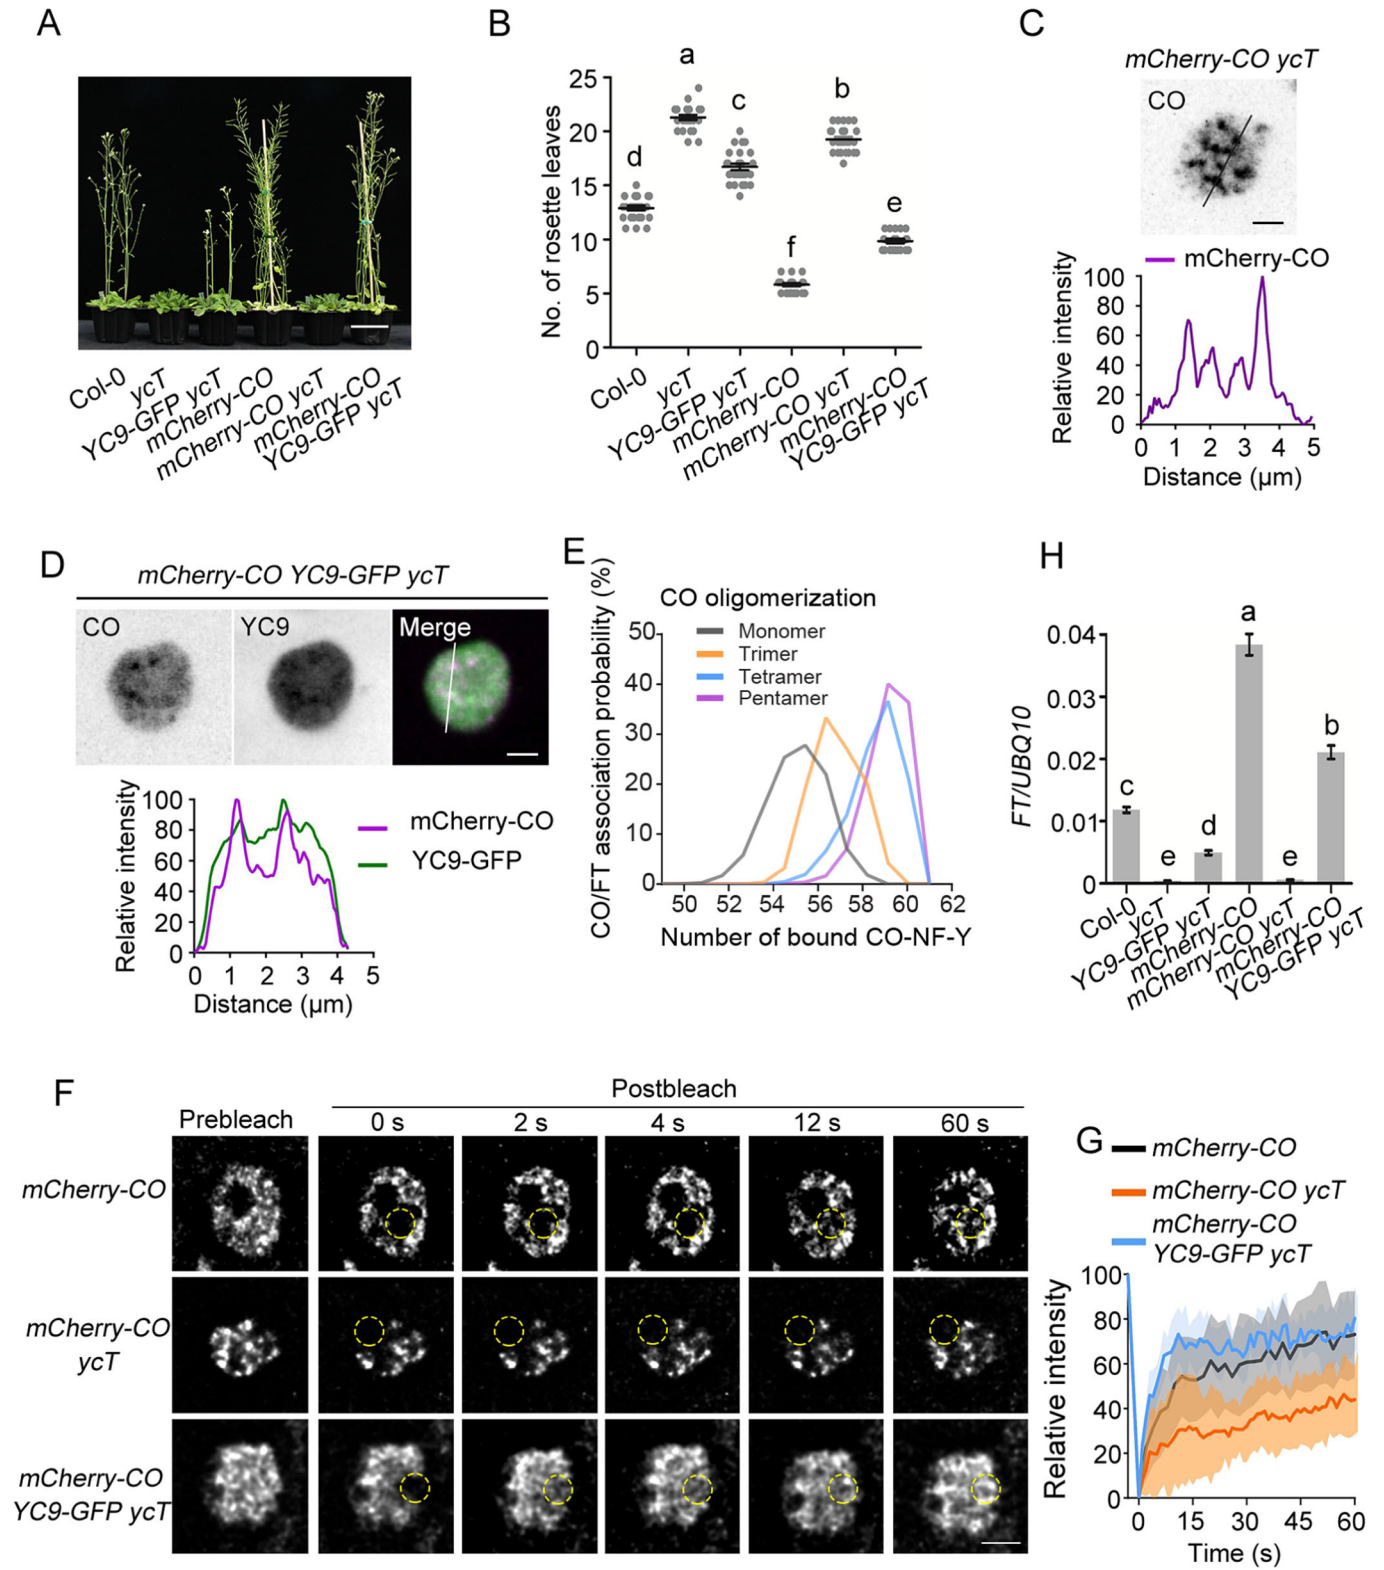 A
Col-0
ycT
YC9-GFP ycT
mCherry-CO
mCherry-CO ycT
mCherry-CO
YC9-GFP ycT
B
No. of rosette leaves
25
20
15
10
5
0
d
a
c
f
b
e
Col-0
ycT
YC9-GFP ycT
mCherry-CO
mCherry-CO ycT
mCherry-CO
YC9-GFP ycT
C
mCherry-CO ycT
CO
mCherry-CO
Relative intensity
100
80
60
40
20
0
0 1 2 3 4 5
Distance (μm)
D
mCherry-CO YC9-GFP ycT
CO
YC9
Merge
Relative intensity
100
80
60
40
20
0
0 1 2 3 4 5
Distance (μm)
mCherry-CO
YC9-GFP
E
CO/FT association probability (%)
CO oligomerization
Monomer
Trimer
Tetramer
Pentamer
50
40
30
20
10
0
50 52 54 56 58 60 62
Number of bound CO-NF-Y
H
FT/UBQ10
0.04
0.03
0.02
0.01
0
c
e
d
a
e
b
Col-0
ycT
YC9-GFP ycT
mCherry-CO
mCherry-CO ycT
mCherry-CO
YC9-GFP ycT
F
Postbleach
Prebleach
0 s
2 s
4 s
12 s
60 s
mCherry-CO
mCherry-CO
ycT
mCherry-CO
YC9-GFP ycT
G
mCherry-CO
mCherry-CO ycT
mCherry-CO
YC9-GFP ycT
Relative intensity
100
80
60
40
20
0
0 15 30 45 60
Time (s)